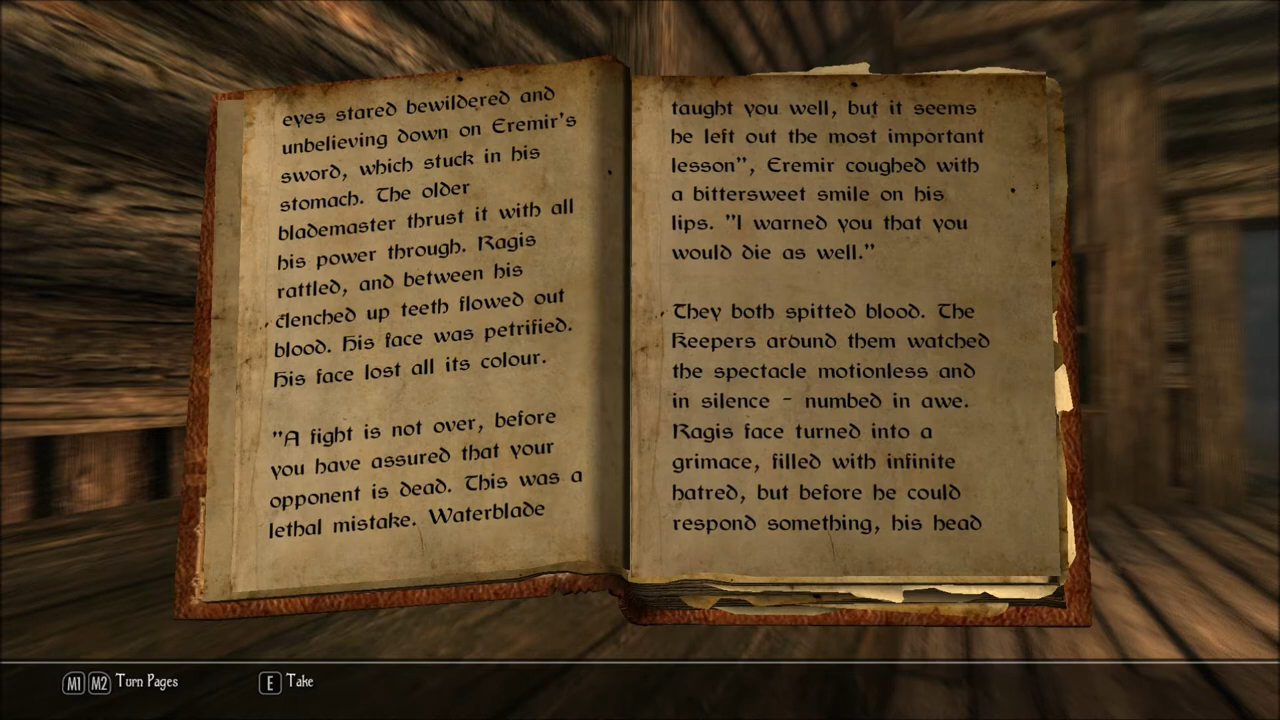 eyes stared bewildered and
unbelieving down on Eremir's
sword, which stuck in his
stomach. The older
blademaster thrust it with all
his power through. Ragis
rattled, and between his
clenched up teeth flowed out
blood. His face was petrified.
His face lost all its colour.
"A fight is not over, before
you have assured that your
opponent is dead. This was a
lethal mistake. Waterblade
taught you well, but it seems
he left out the most important
lesson", Eremir coughed with
a bittersweet smile on his
lips. "I warned you that you
would die as well."
They both spitted blood. The
Keepers around them watched
the spectacle motionless and
in silence - numbed in awe.
Ragis face turned into a
grimace, filled with infinite
hatred, but before he could
respond something, his head
M1 M2 Turn Pages
E Take